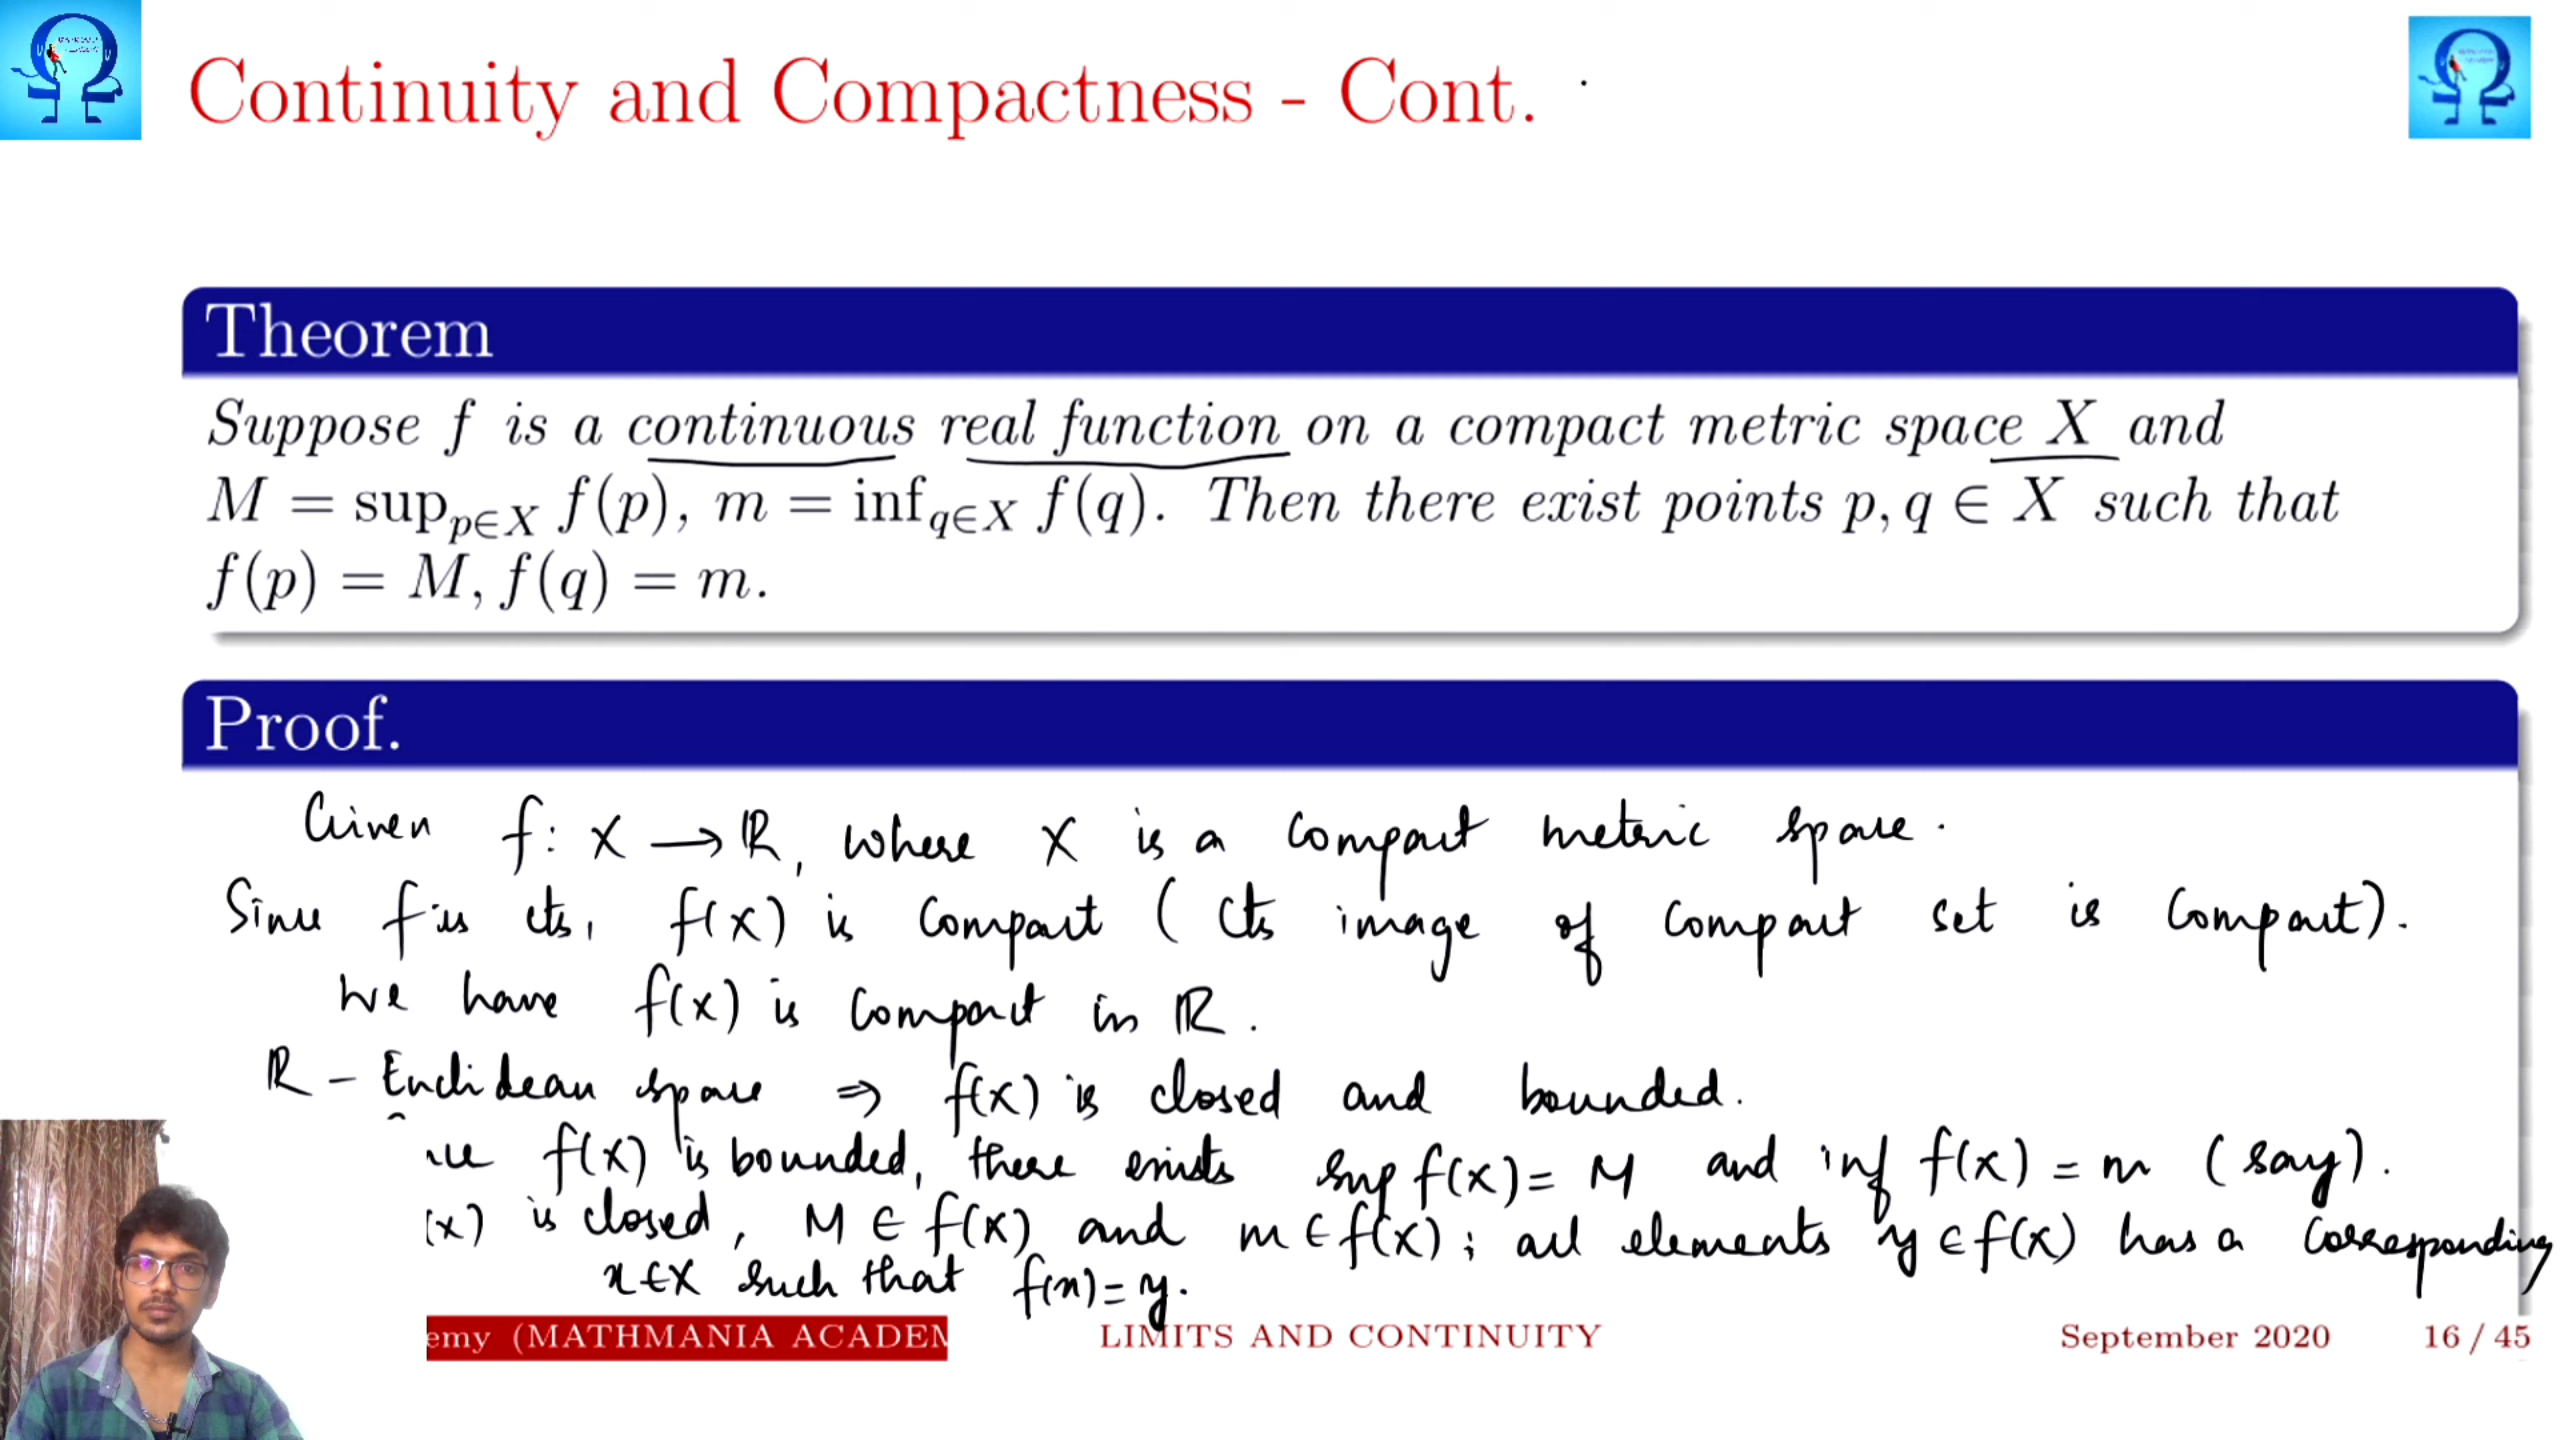 Continuity and Compactness - Cont.
Theorem
Suppose f is a continuous real function on a compact metric space X and
M = sup_{p∈X} f(p), m = inf_{q∈X} f(q). Then there exist points p, q ∈ X such that
f(p) = M, f(q) = m.
Proof.
Given f: X → ℝ, where X is a compact metric space.
Since f is cts, f(X) is compact ( Cts image of compact set is compact).
We have f(X) is compact in ℝ.
ℝ - Euclidean space ⇒ f(X) is closed and bounded.
f(X) is bounded, there exists sup f(X) = M and inf f(X) = m (say).
(X) is closed, M ∈ f(X) and m ∈ f(X); all elements y ∈ f(X) has a corresponding
x ∈ X such that f(x) = y.
emy (MATHMANIA ACADEM LIMITS AND CONTINUITY September 2020 16 / 45